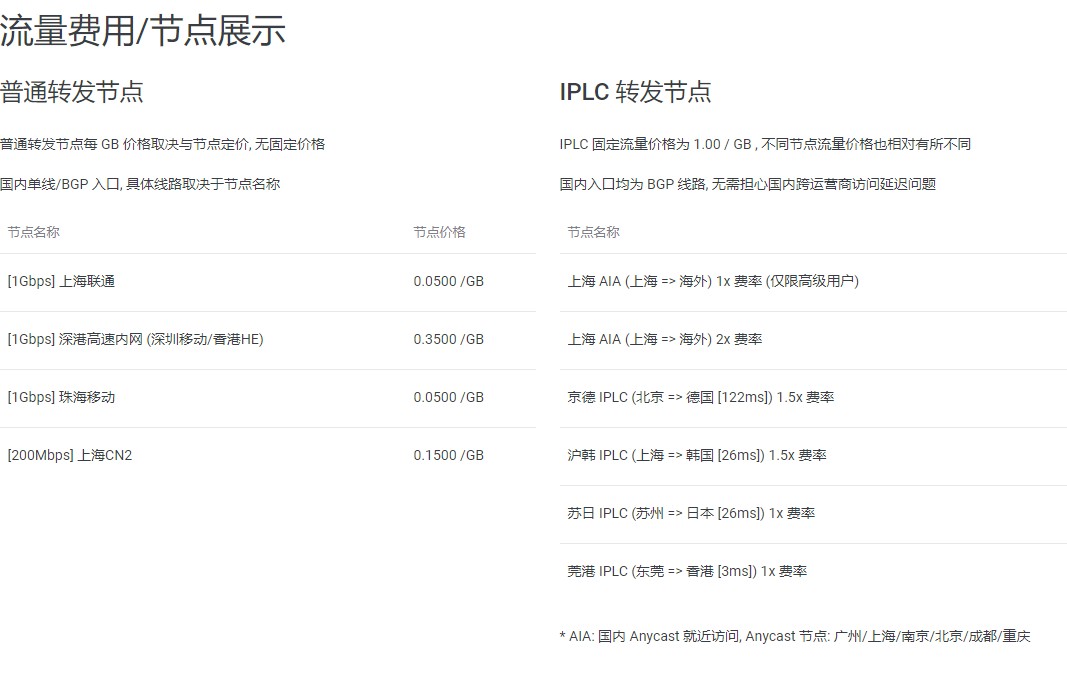 流量费用/节点展示
普通转发节点
普通转发节点每 GB 价格取决与节点定价, 无固定价格
国内单线/BGP 入口, 具体线路取决于节点名称
节点名称 节点价格
[1Gbps] 上海联通 0.0500 /GB
[1Gbps] 深港高速内网 (深圳移动/香港HE) 0.3500 /GB
[1Gbps] 珠海移动 0.0500 /GB
[200Mbps] 上海CN2 0.1500 /GB
IPLC 转发节点
IPLC 固定流量价格为 1.00 / GB , 不同节点流量价格也相对有所不同
国内入口均为 BGP 线路, 无需担心国内跨运营商访问延迟问题
节点名称
上海 AIA (上海 => 海外) 1x 费率 (仅限高级用户)
上海 AIA (上海 => 海外) 2x 费率
京德 IPLC (北京 => 德国 [122ms]) 1.5x 费率
沪韩 IPLC (上海 => 韩国 [26ms]) 1.5x 费率
苏日 IPLC (苏州 => 日本 [26ms]) 1x 费率
莞港 IPLC (东莞 => 香港 [3ms]) 1x 费率
* AIA: 国内 Anycast 就近访问, Anycast 节点: 广州/上海/南京/北京/成都/重庆